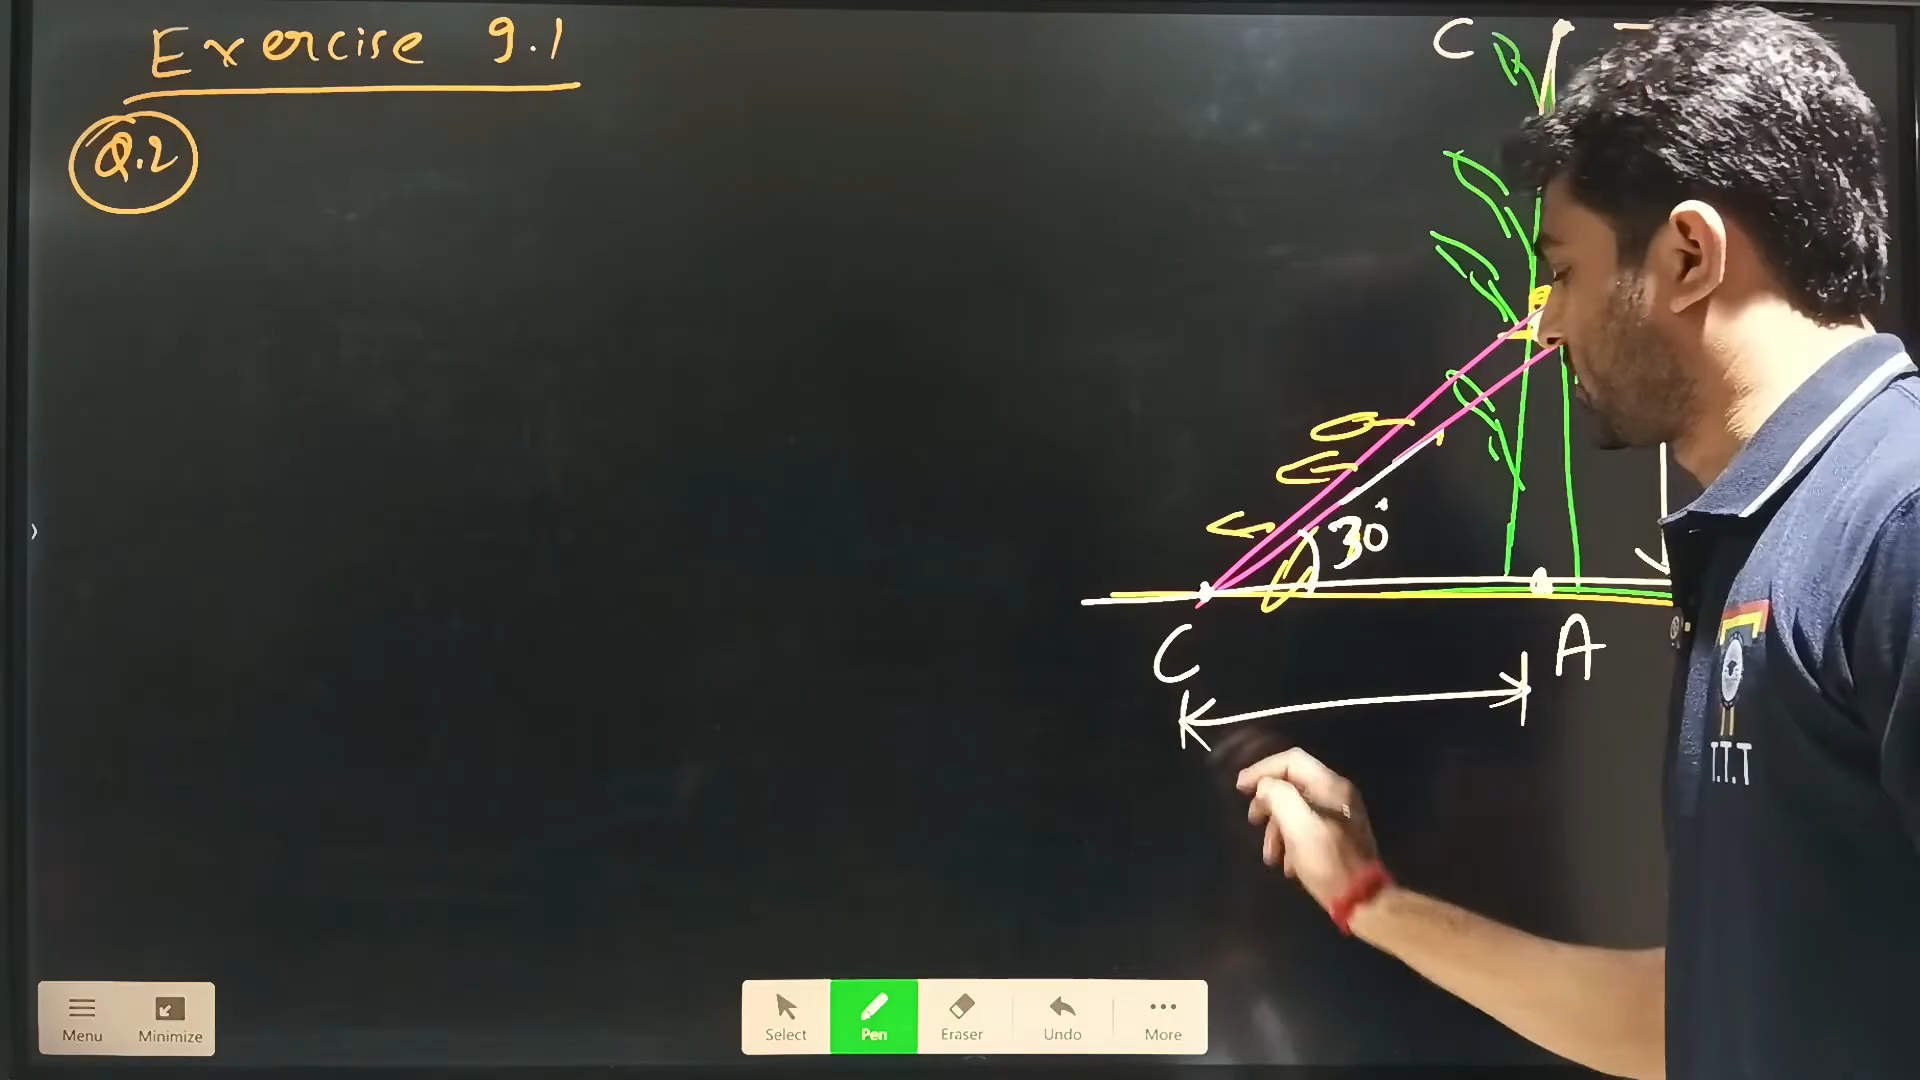 Exercise 9.1
Q.2
C
30°
C
A
T.T.T
Menu
Minimize
Select
Pen
Eraser
Undo
More